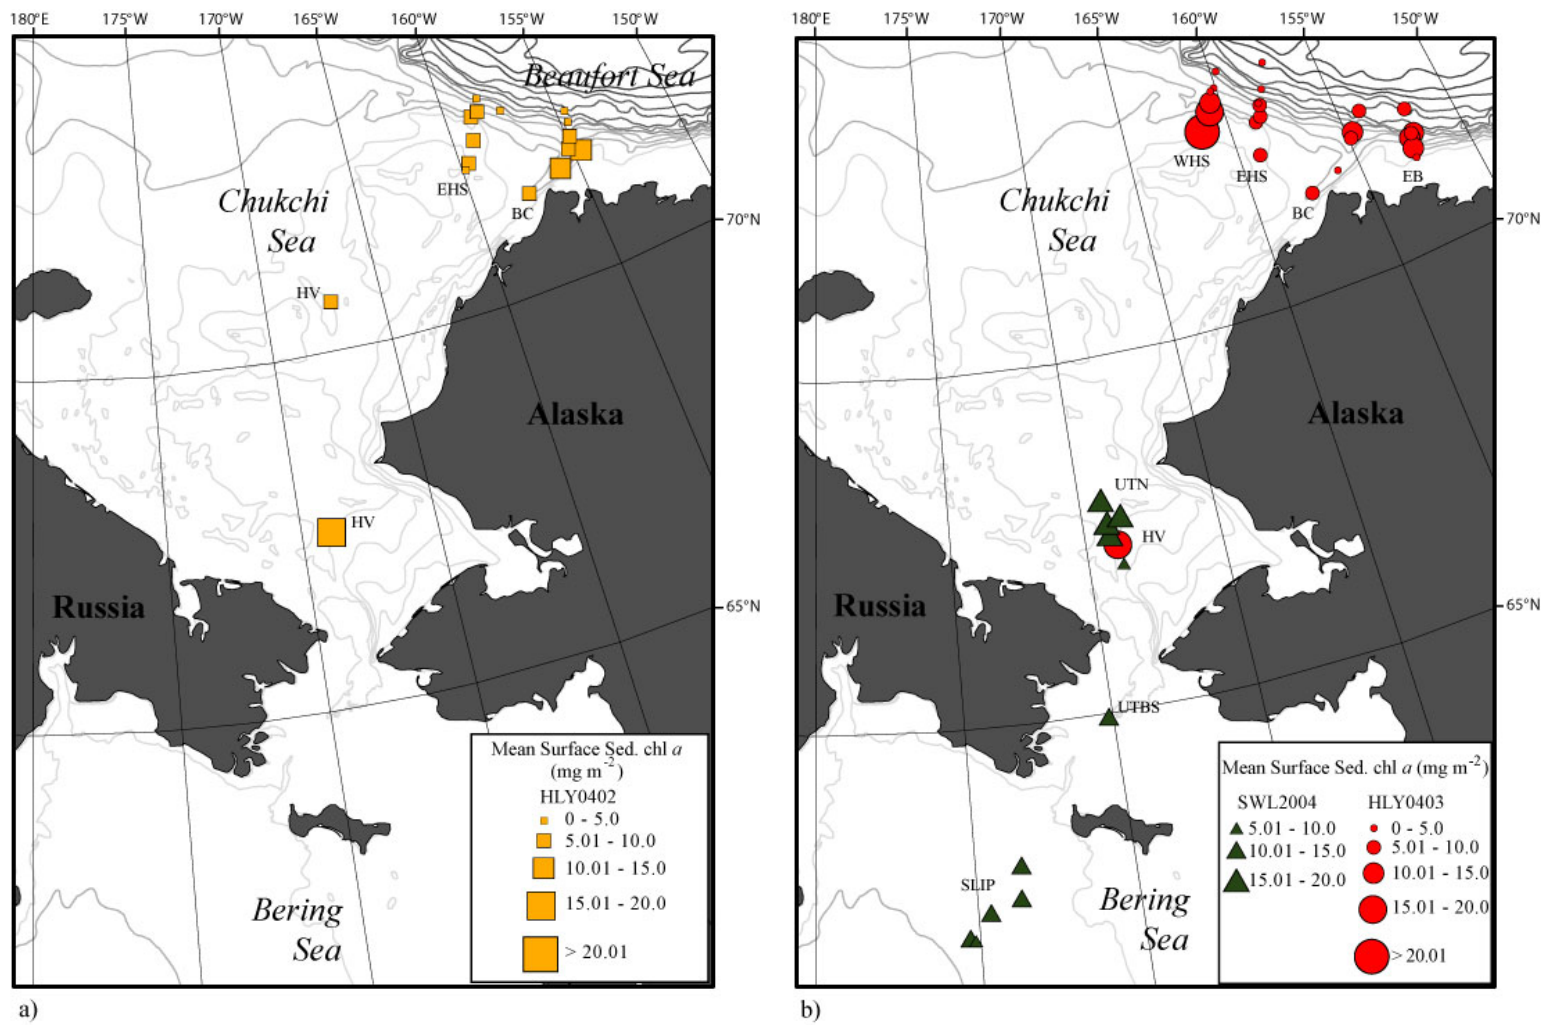 180°E 175°W 170°W 165°W 160°W 155°W 150°W
Beaufort Sea
EHS
BC
Chukchi
Sea
70°N
HV
Alaska
HV
Russia
65°N
Mean Surface Sed. chl a
(mg m-2)
HLY0402
0 - 5.0
5.01 - 10.0
10.01 - 15.0
15.01 - 20.0
> 20.01
Bering
Sea
a)
180°E 175°W 170°W 165°W 160°W 155°W 150°W
WHS
EHS
EB
BC
Chukchi
Sea
70°N
Alaska
UTN
HV
Russia
65°N
UTBS
Mean Surface Sed. chl a (mg m-2)
SWL2004
5.01 - 10.0
10.01 - 15.0
15.01 - 20.0
HLY0403
0 - 5.0
5.01 - 10.0
10.01 - 15.0
15.01 - 20.0
> 20.01
SLIP
Bering
Sea
b)